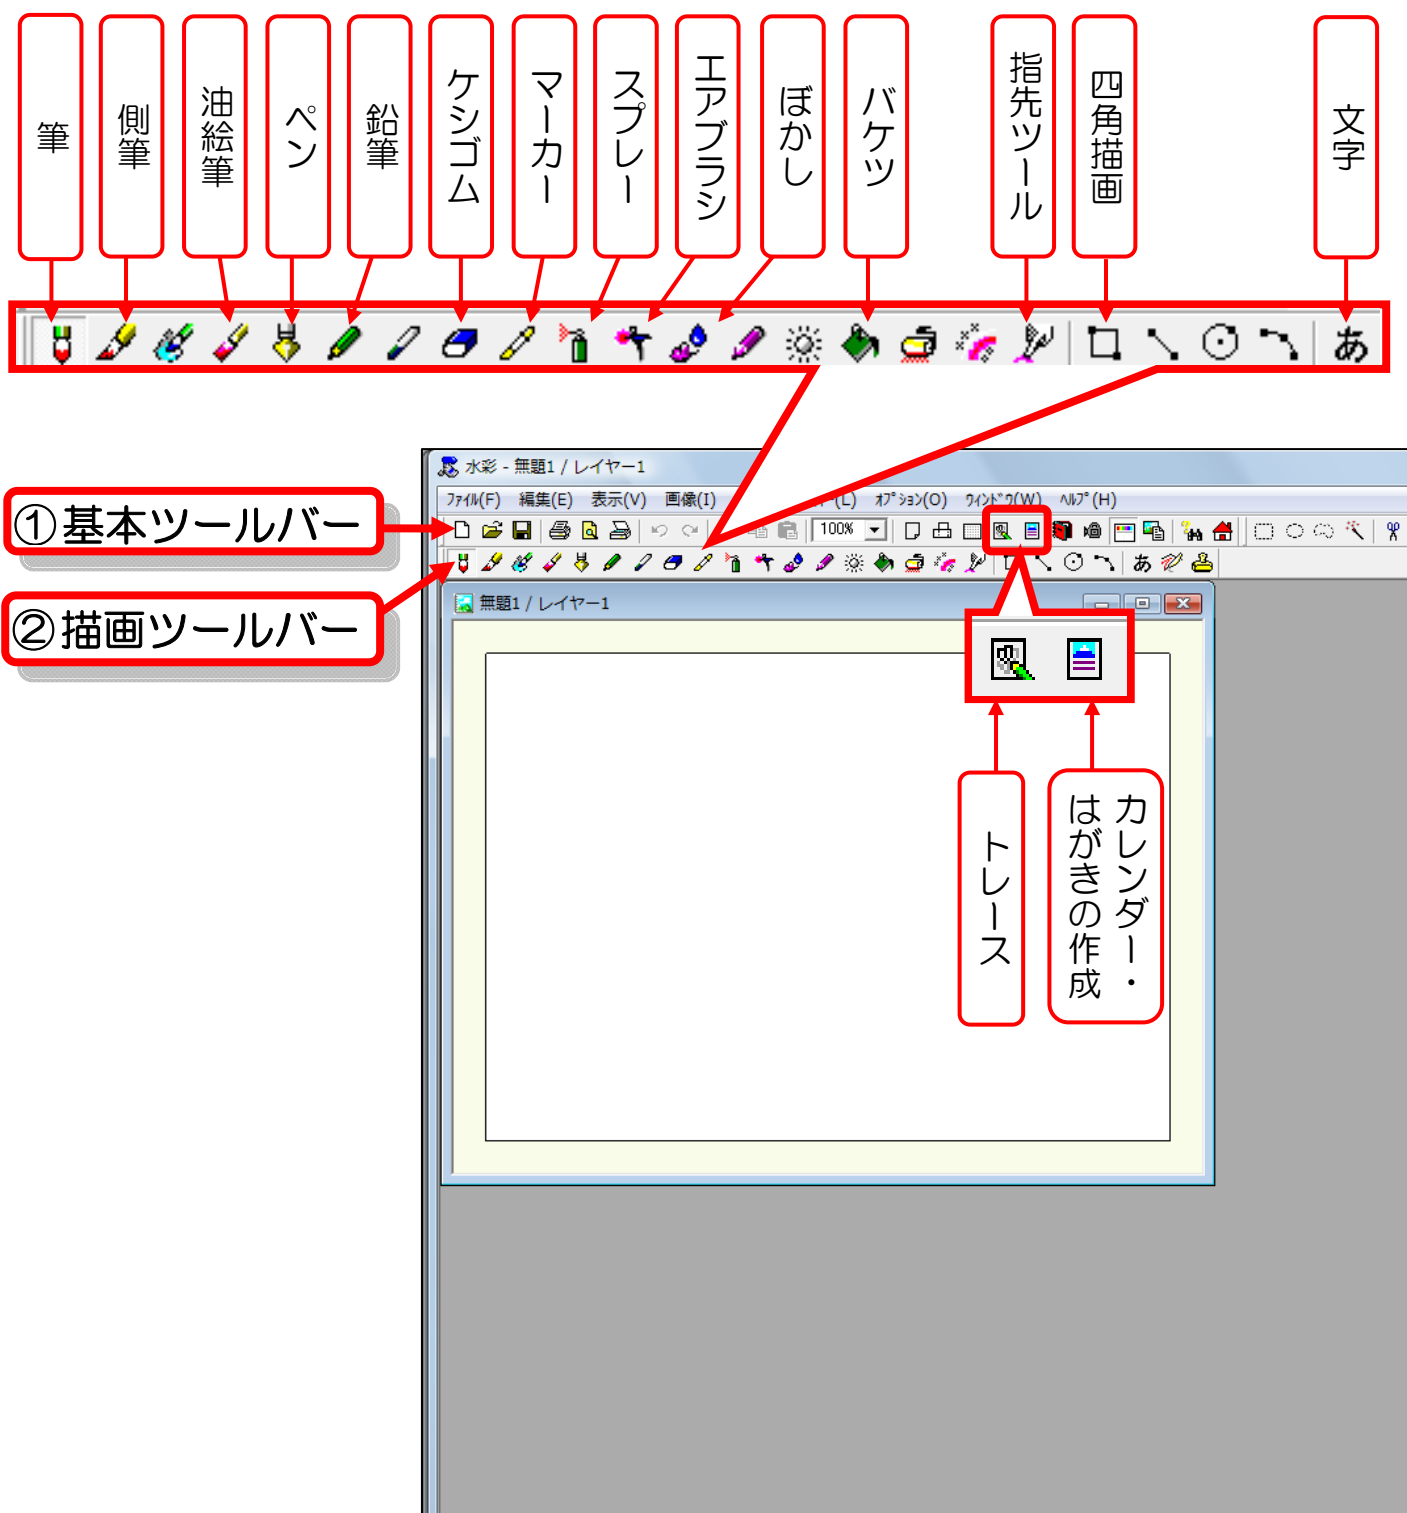 筆
側筆
油絵筆
ペン
鉛筆
ケシゴム
マーカー
スプレー
エアブラシ
ぼかし
バケツ
指先ツール
四角描画
文字
あ
水彩 - 無題1 / レイヤー1
ﾌｧｲﾙ(F) 編集(E) 表示(V) 画像(I) (L) ｵﾌﾟｼｮﾝ(O) ｳｨﾝﾄﾞｳ(W) ﾍﾙﾌﾟ(H)
①基本ツールバー
100%
あ
②描画ツールバー
無題1 / レイヤー1
トレース
カレンダー・
はがきの作成